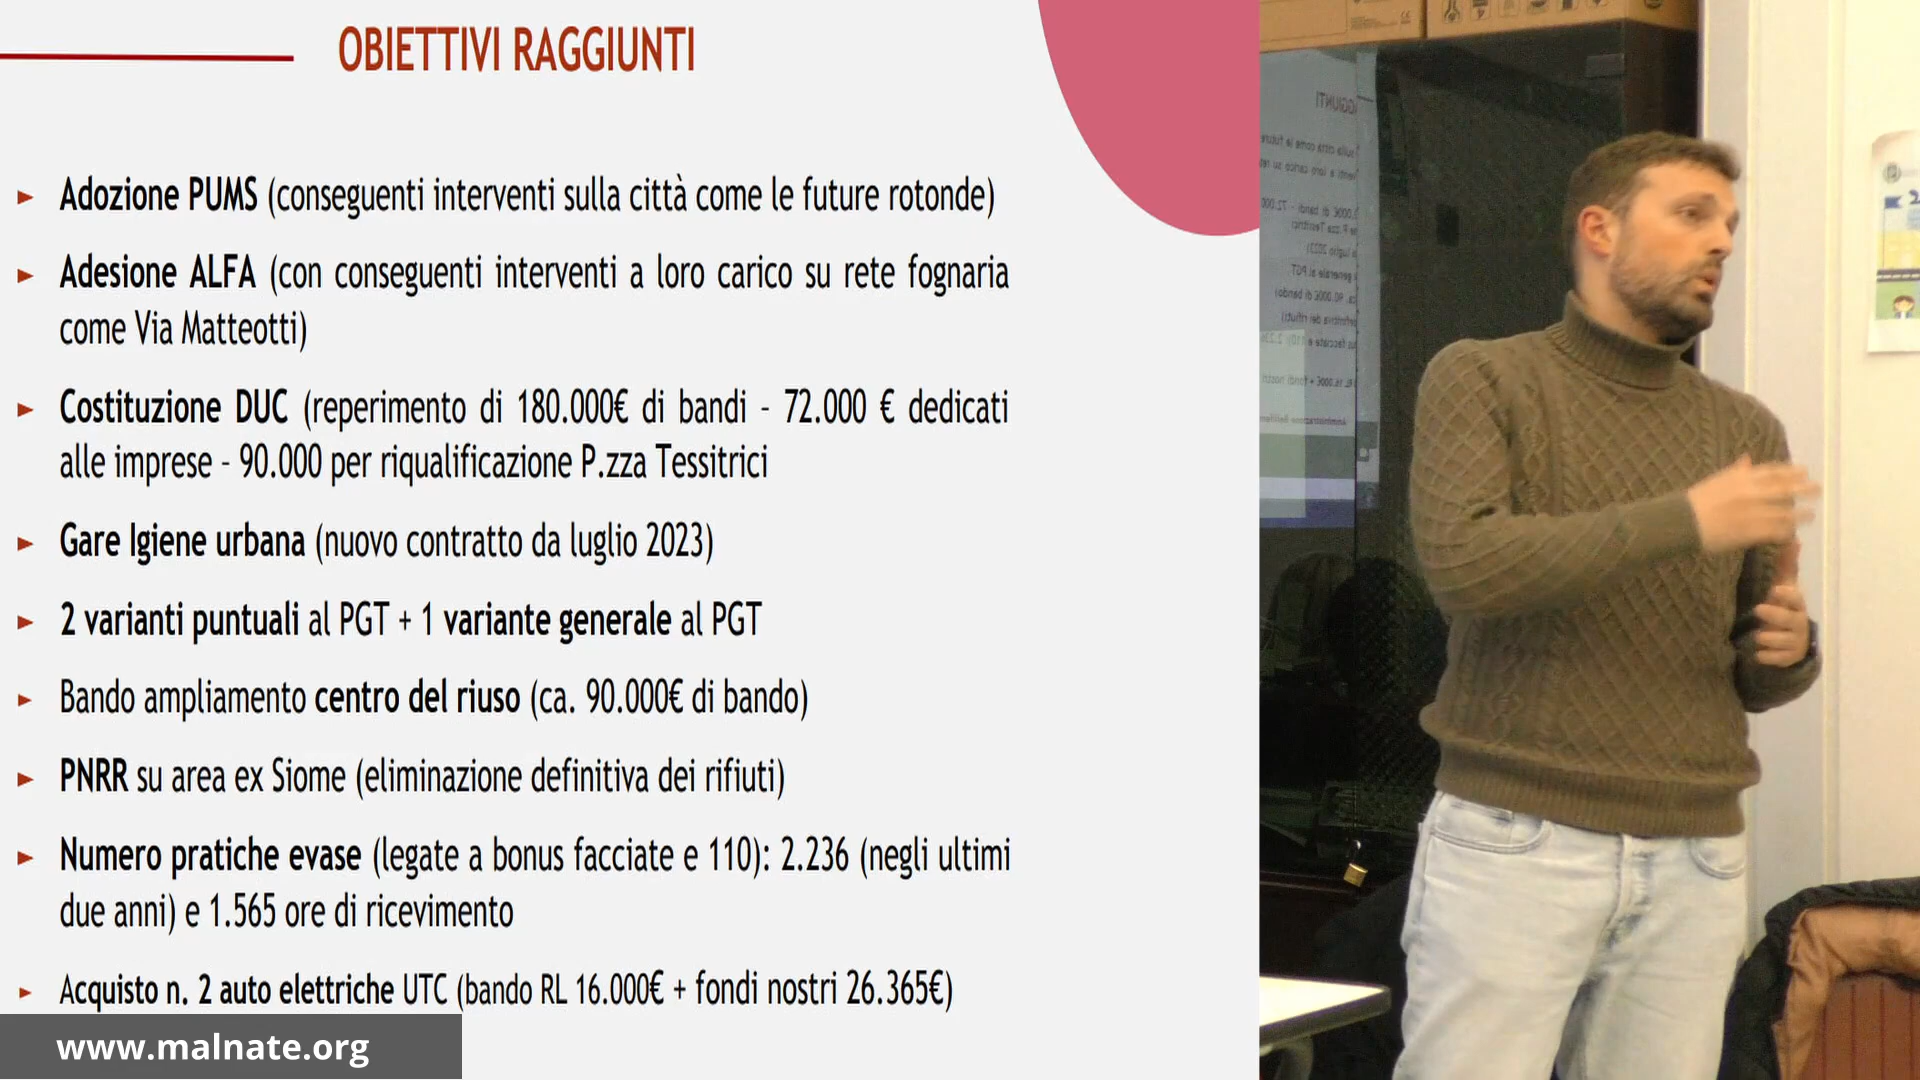 OBIETTIVI RAGGIUNTI
► Adozione PUMS (conseguenti interventi sulla città come le future rotonde)
► Adesione ALFA (con conseguenti interventi a loro carico su rete fognaria
come Via Matteotti)
► Costituzione DUC (reperimento di 180.000€ di bandi - 72.000 € dedicati
alle imprese - 90.000 per riqualificazione P.zza Tessitrici
► Gare Igiene urbana (nuovo contratto da luglio 2023)
► 2 varianti puntuali al PGT + 1 variante generale al PGT
► Bando ampliamento centro del riuso (ca. 90.000€ di bando)
► PNRR su area ex Siome (eliminazione definitiva dei rifiuti)
► Numero pratiche evase (legate a bonus facciate e 110): 2.236 (negli ultimi
due anni) e 1.565 ore di ricevimento
► Acquisto n. 2 auto elettriche UTC (bando RL 16.000€ + fondi nostri 26.365€)
www.malnate.org